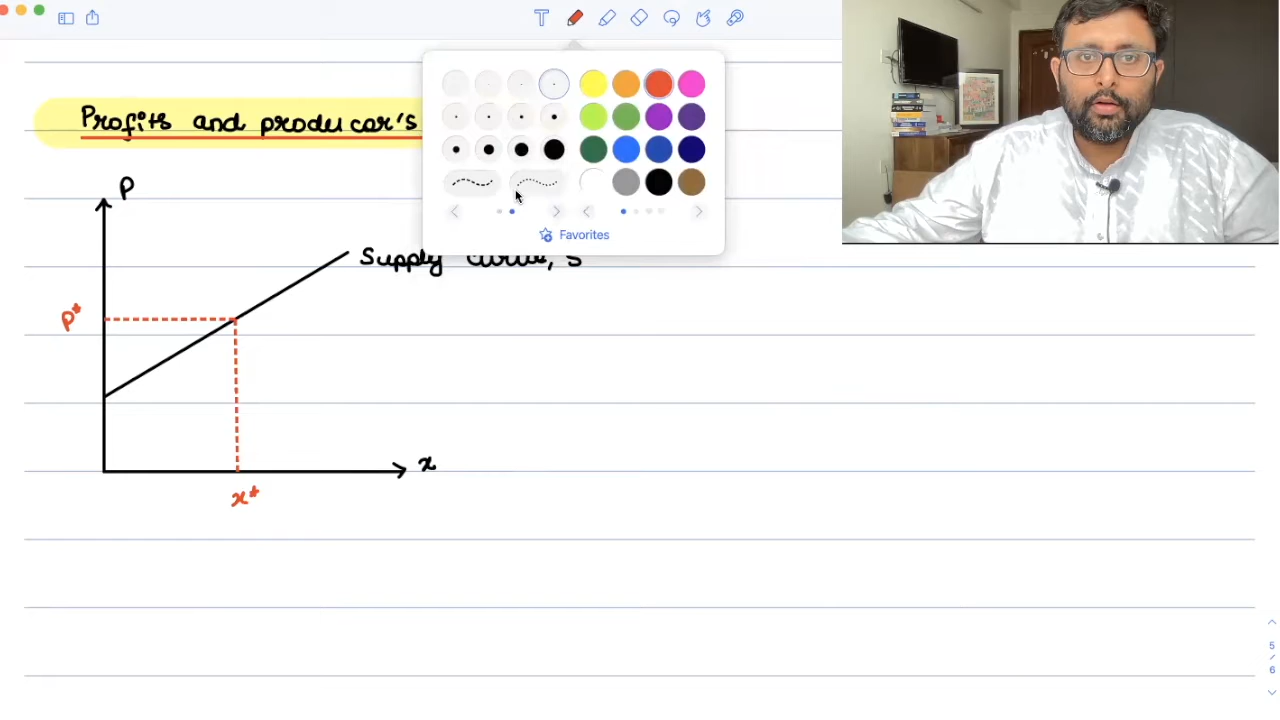 T
Favorites
Profits and producer's
P
Supply curve, S
P*
x
x*
5
/
6